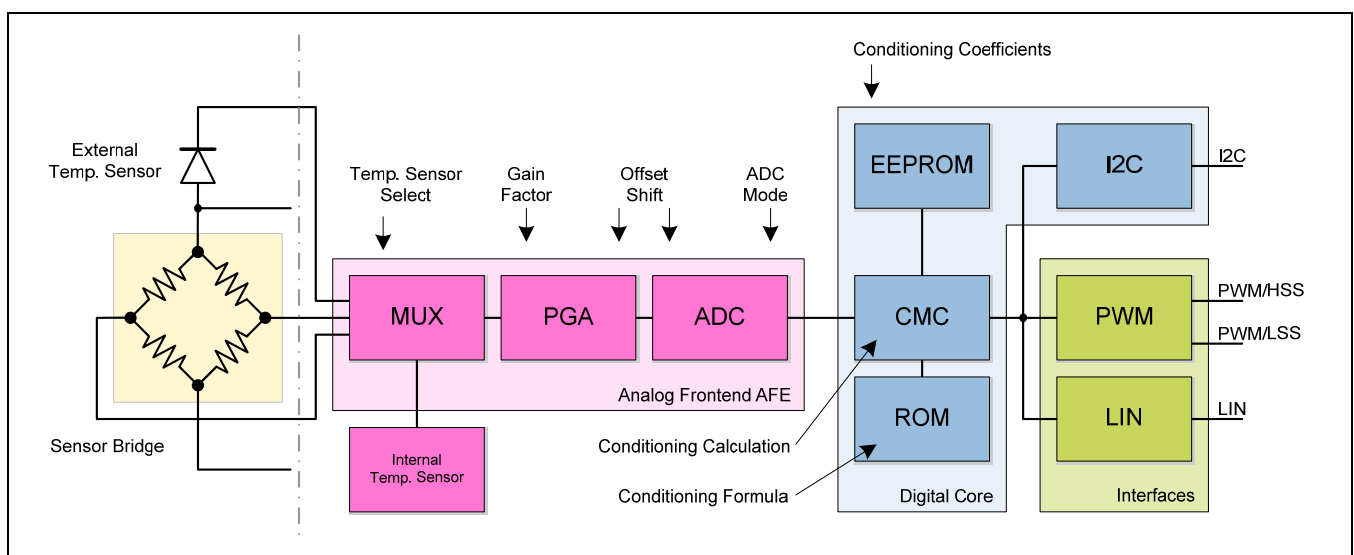 Conditioning Coefficients
External
Temp. Sensor
Temp. Sensor
Select
Gain
Factor
Offset
Shift
ADC
Mode
EEPROM
I2C
I2C
MUX
PGA
ADC
CMC
PWM
PWM/HSS
PWM/LSS
Analog Frontend AFE
ROM
LIN
LIN
Sensor Bridge
Internal
Temp. Sensor
Conditioning Calculation
Conditioning Formula
Digital Core
Interfaces